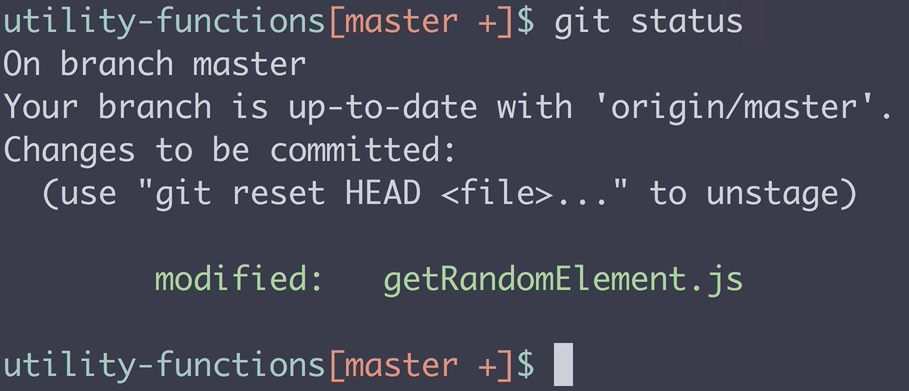 utility-functions[master +]$ git status
On branch master
Your branch is up-to-date with 'origin/master'.
Changes to be committed:
  (use "git reset HEAD <file>..." to unstage)

        modified:   getRandomElement.js

utility-functions[master +]$